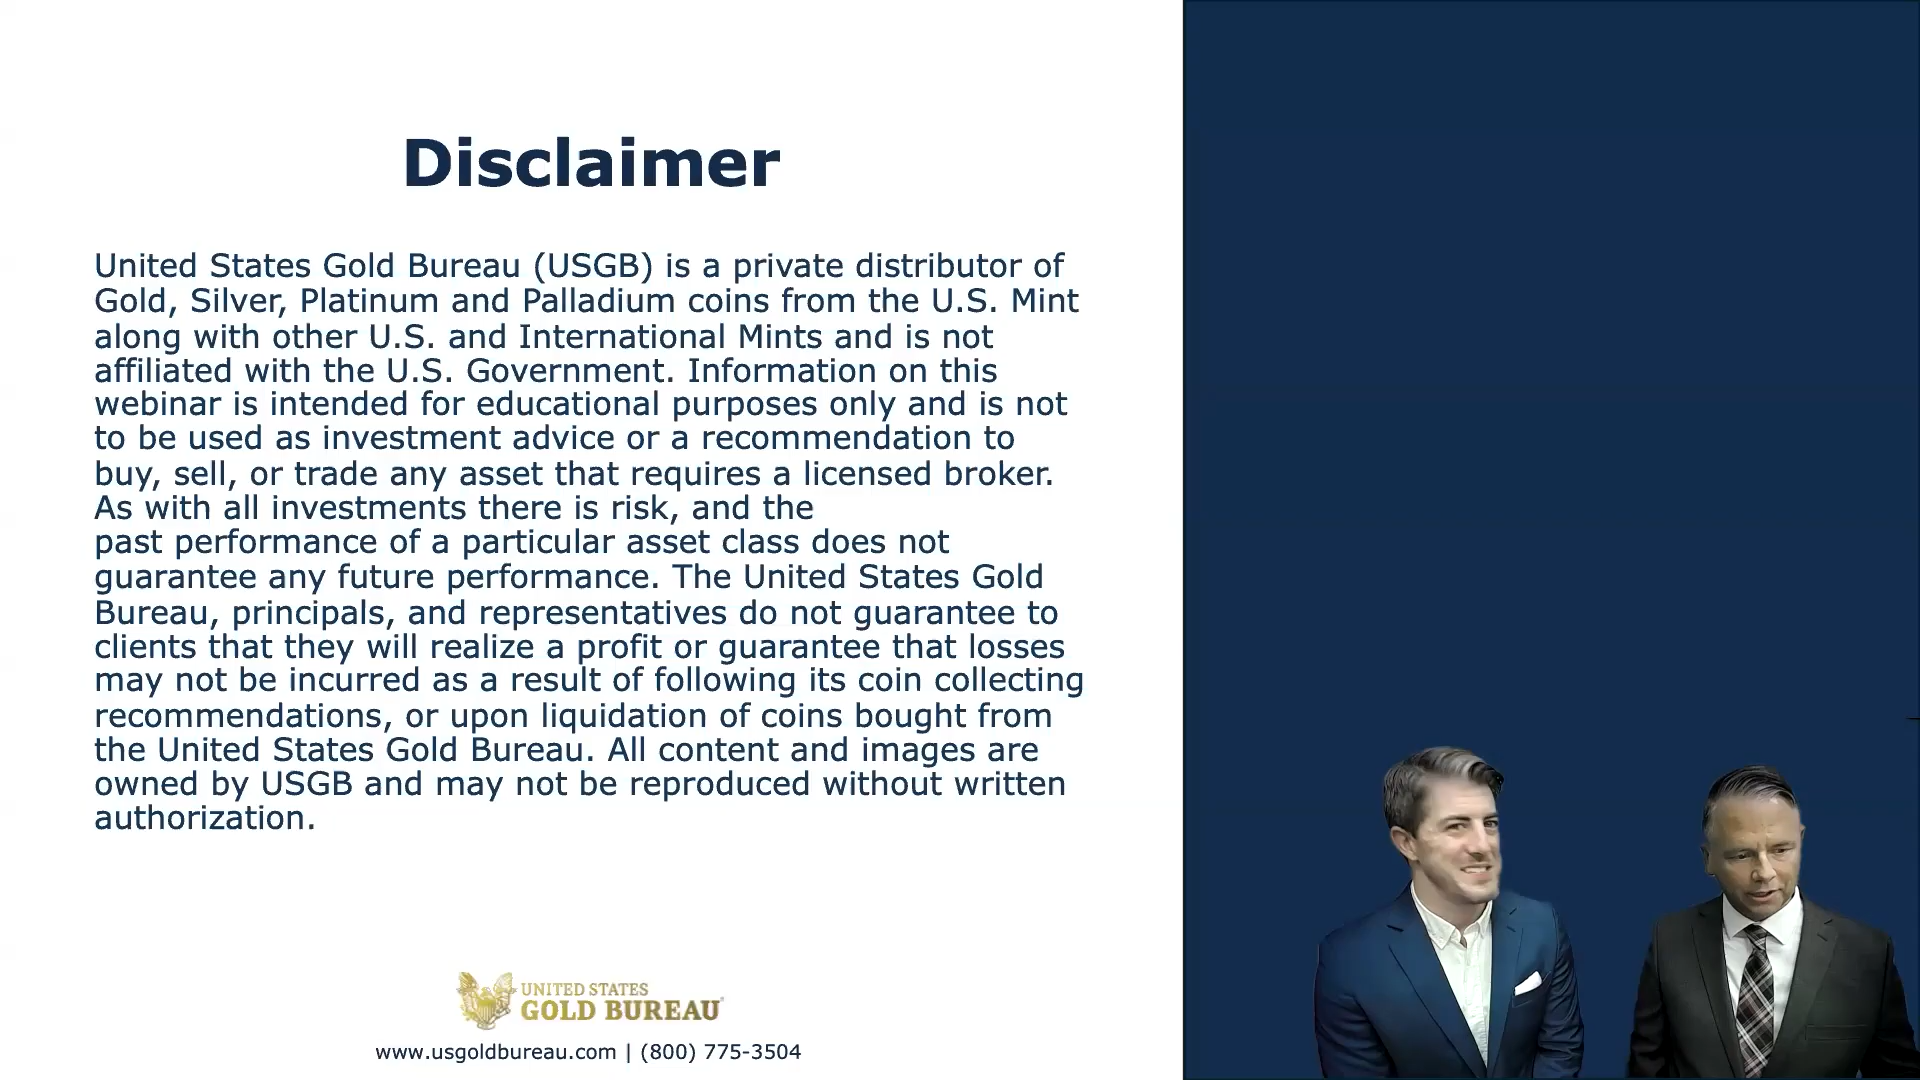 Disclaimer
United States Gold Bureau (USGB) is a private distributor of
Gold, Silver, Platinum and Palladium coins from the U.S. Mint
along with other U.S. and International Mints and is not
affiliated with the U.S. Government. Information on this
webinar is intended for educational purposes only and is not
to be used as investment advice or a recommendation to
buy, sell, or trade any asset that requires a licensed broker.
As with all investments there is risk, and the
past performance of a particular asset class does not
guarantee any future performance. The United States Gold
Bureau, principals, and representatives do not guarantee to
clients that they will realize a profit or guarantee that losses
may not be incurred as a result of following its coin collecting
recommendations, or upon liquidation of coins bought from
the United States Gold Bureau. All content and images are
owned by USGB and may not be reproduced without written
authorization.
UNITED STATES
GOLD BUREAU
www.usgoldbureau.com | (800) 775-3504